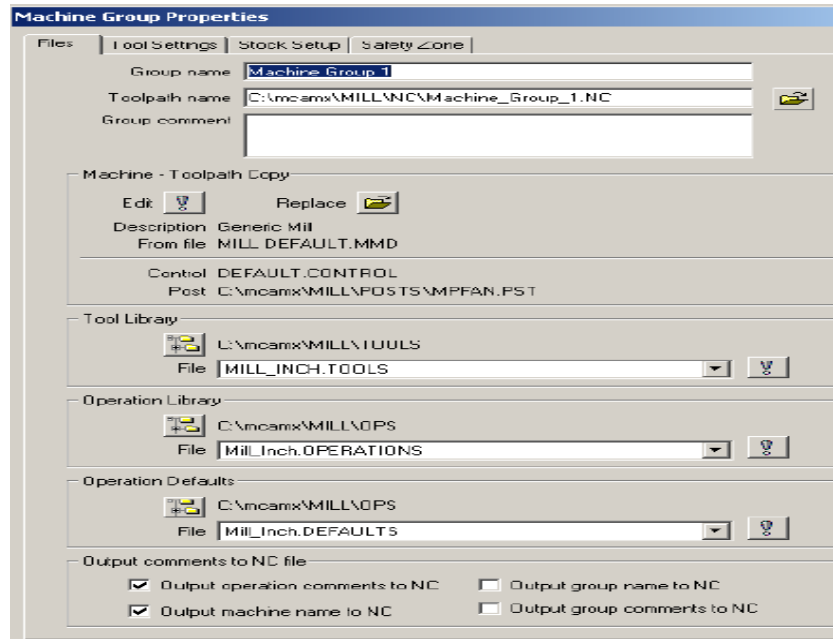 Machine Group Properties
Files Tool Settings Stock Setup Safety Zone
Group name Machine Group 1
Toolpath name C:\mcamx\MILL\NC\Machine_Group_1.NC
Group comment
Machine - Toolpath Copy
Edit Replace
Description Generic Mill
From file MILL DEFAULT.MMD
Control DEFAULT.CONTROL
Post C:\mcamx\MILL\POSTS\MPFAN.PST
Tool Library
C:\mcamx\MILL\TOOLS
File MILL_INCH.TOOLS
Operation Library
C:\mcamx\MILL\OPS
File Mill_Inch.OPERATIONS
Operation Defaults
C:\mcamx\MILL\OPS
File Mill_Inch.DEFAULTS
Output comments to NC file
Output operation comments to NC Output group name to NC
Output machine name to NC Output group comments to NC